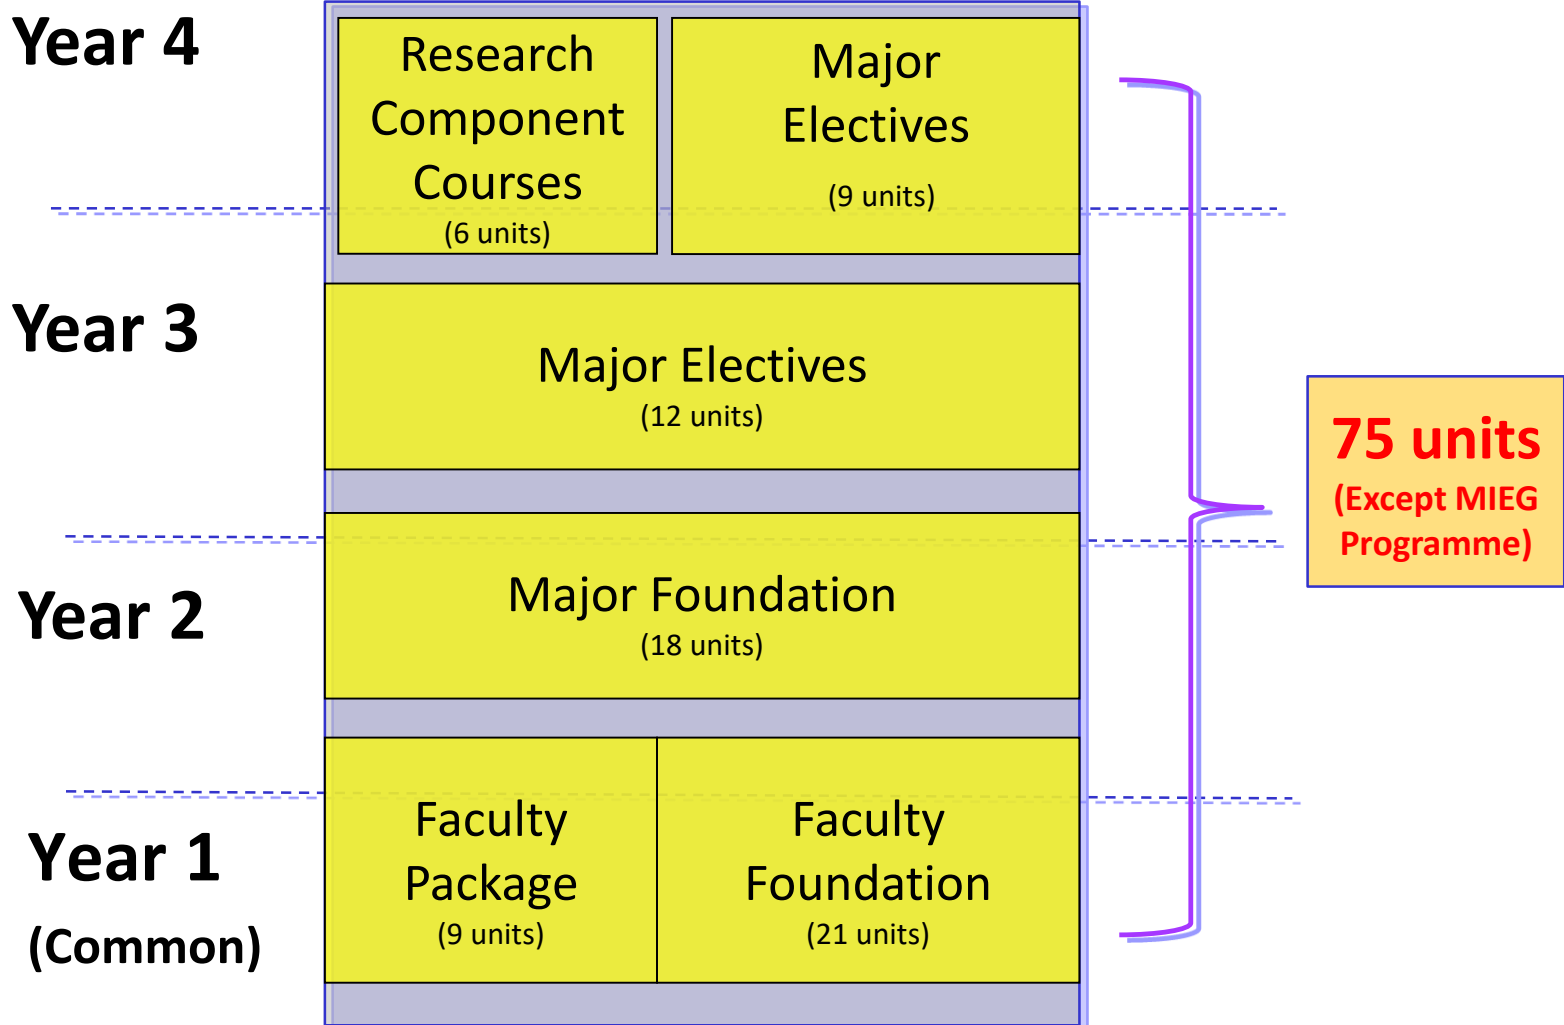 Year 4
Research
Component
Courses
(6 units)
Major
Electives
(9 units)
Year 3
Major Electives
(12 units)
75 units
(Except MIEG
Programme)
Year 2
Major Foundation
(18 units)
Year 1
(Common)
Faculty
Package
(9 units)
Faculty
Foundation
(21 units)